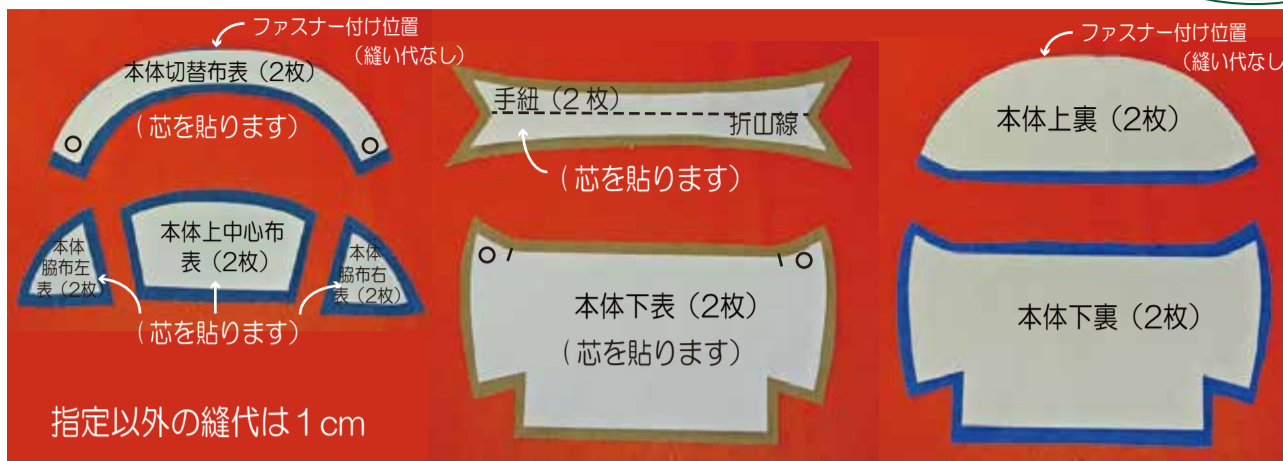 ファスナー付け位置
（縫い代なし）
本体切替布表（2枚）
（芯を貼ります）
本体
脇布左
表（2枚）
本体上中心布
表（2枚）
本体
脇布右
表（2枚）
（芯を貼ります）
指定以外の縫代は１cm
手紐（2枚）
折山線
（芯を貼ります）
本体下表（2枚）
（芯を貼ります）
ファスナー付け位置
（縫い代なし
本体上裏（2枚）
本体下裏（2枚）